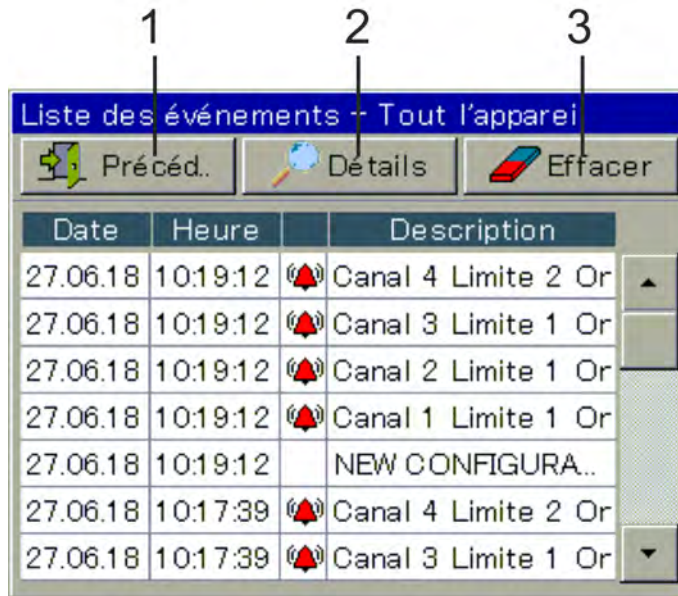 1 2 3
Liste des événements - Tout l'apparei
Précéd.. Détails Effacer
Date Heure Description
27.06.18 10:19:12 Canal 4 Limite 2 Or
27.06.18 10:19:12 Canal 3 Limite 1 Or
27.06.18 10:19:12 Canal 2 Limite 1 Or
27.06.18 10:19:12 Canal 1 Limite 1 Or
27.06.18 10:19:12 NEW CONFIGURA...
27.06.18 10:17:39 Canal 4 Limite 2 Or
27.06.18 10:17:39 Canal 3 Limite 1 Or